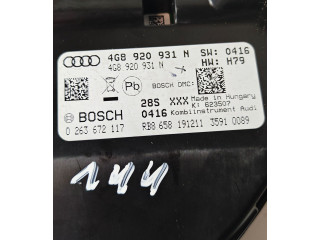 4G8 920 931 N SW: 0416
4G8 920 931 N HW: H79
Pb BOSCH DMC:
28S XXX Made in Hungary
K: 623507
BOSCH 0416 Kombiinstrument Audi
0 263 672 117 RB8 658 191211 3591 0089
144